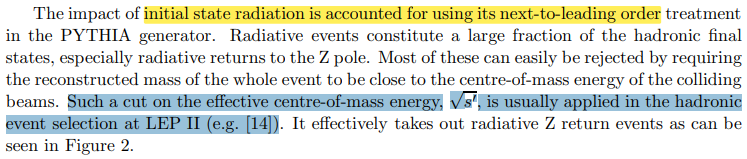 The impact of initial state radiation is accounted for using its next-to-leading order treatment
in the PYTHIA generator. Radiative events constitute a large fraction of the hadronic final
states, especially radiative returns to the Z pole. Most of these can easily be rejected by requiring
the reconstructed mass of the whole event to be close to the centre-of-mass energy of the colliding
beams. Such a cut on the effective centre-of-mass energy, √s′, is usually applied in the hadronic
event selection at LEP II (e.g. [14]). It effectively takes out radiative Z return events as can be
seen in Figure 2.